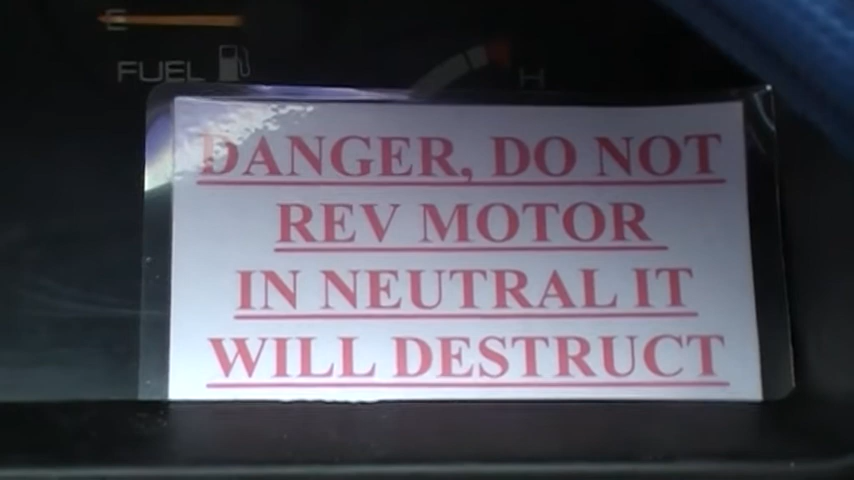 E
FUEL
H
DANGER, DO NOT
REV MOTOR
IN NEUTRAL IT
WILL DESTRUCT